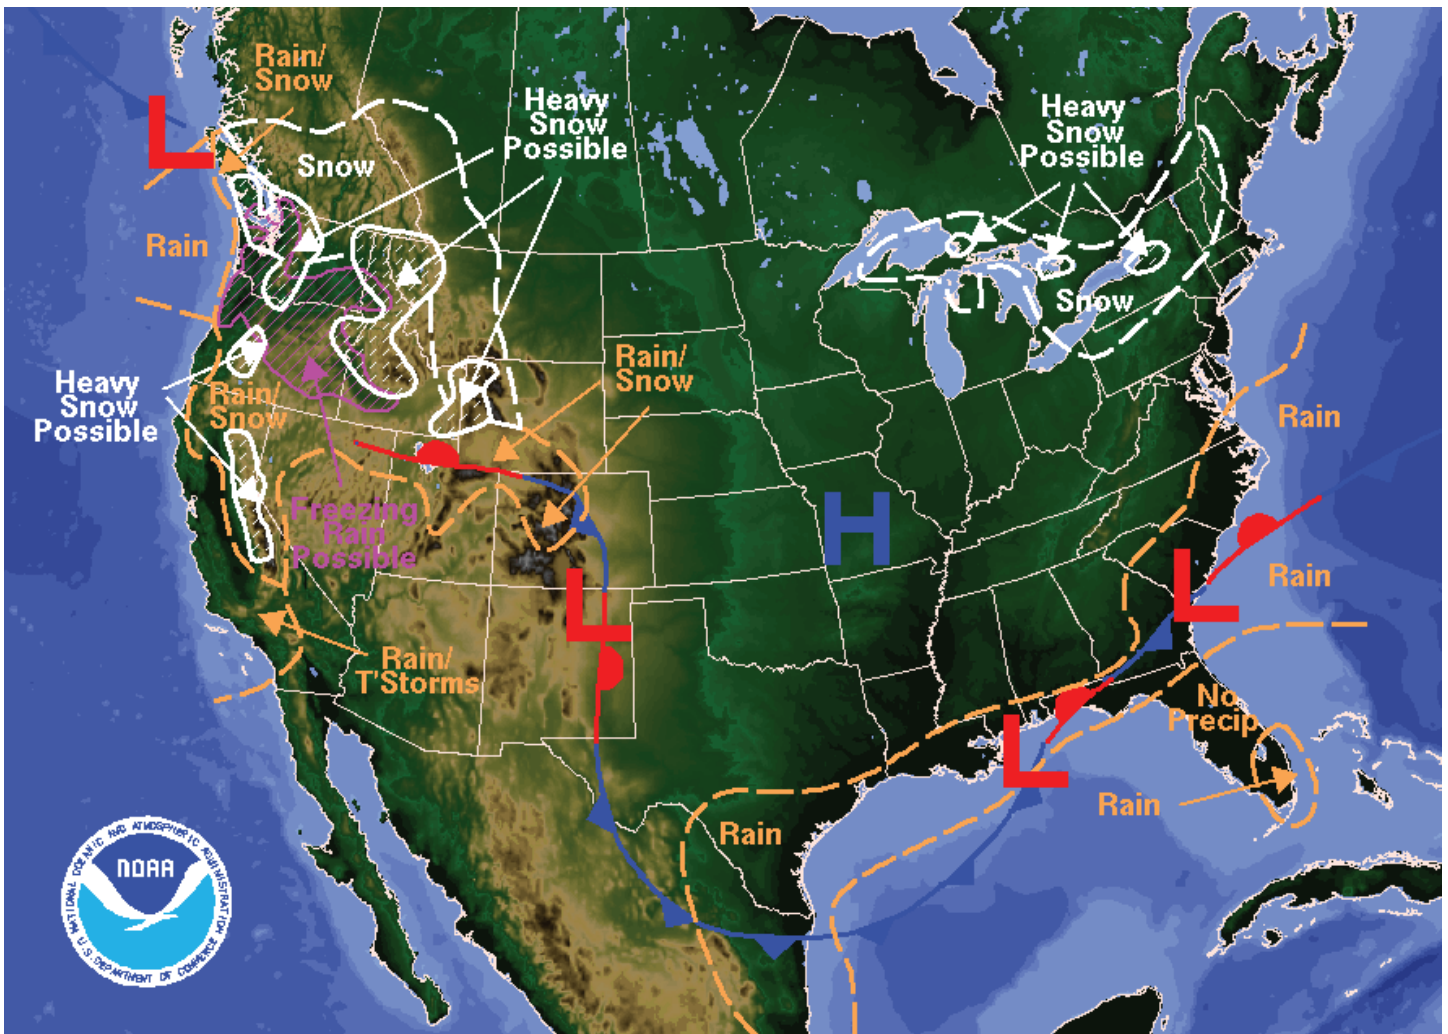 Rain/
Snow
Heavy
Snow
Possible
Heavy
Snow
Possible
L
Snow
Rain
Snow
Rain/
Snow
Heavy
Snow
Possible
Rain/
Snow
Rain
H
Freezing
Rain
Possible
L
L
Rain
Rain/
T'Storms
No
Precip
L
Rain
Rain
NOAA
NATIONAL OCEANIC AND ATMOSPHERIC ADMINISTRATION
U.S. DEPARTMENT OF COMMERCE